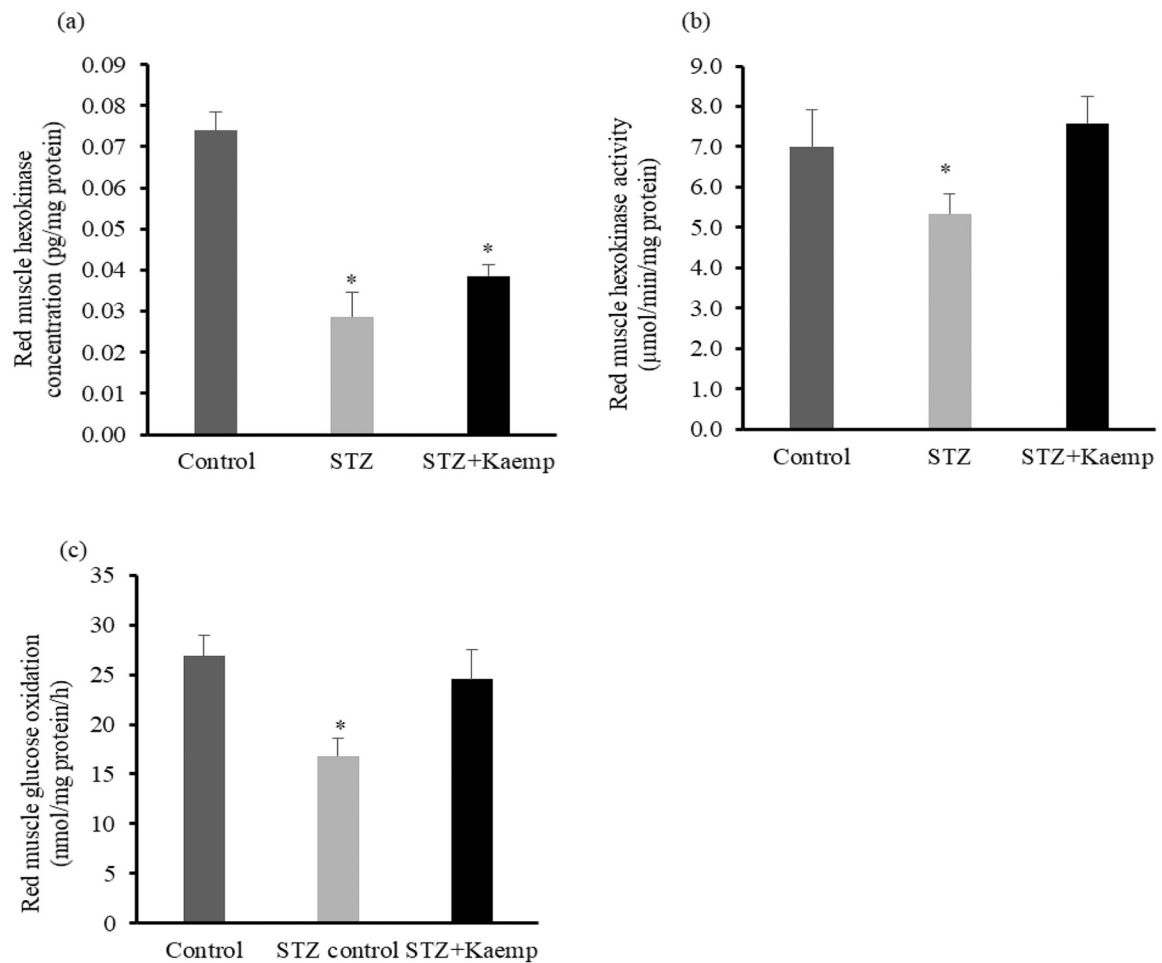 (a)
Red muscle hexokinase
concentration (pg/mg protein)
0.09
0.08
0.07
0.06
0.05
0.04
0.03
0.02
0.01
0.00
*
*
Control STZ STZ+Kaemp
(b)
Red muscle hexokinase activity
(μmol/min/mg protein)
9.0
8.0
7.0
6.0
5.0
4.0
3.0
2.0
1.0
0.0
*
Control STZ STZ+Kaemp
(c)
Red muscle glucose oxidation
(nmol/mg protein/h)
35
30
25
20
15
10
5
0
*
Control STZ control STZ+Kaemp